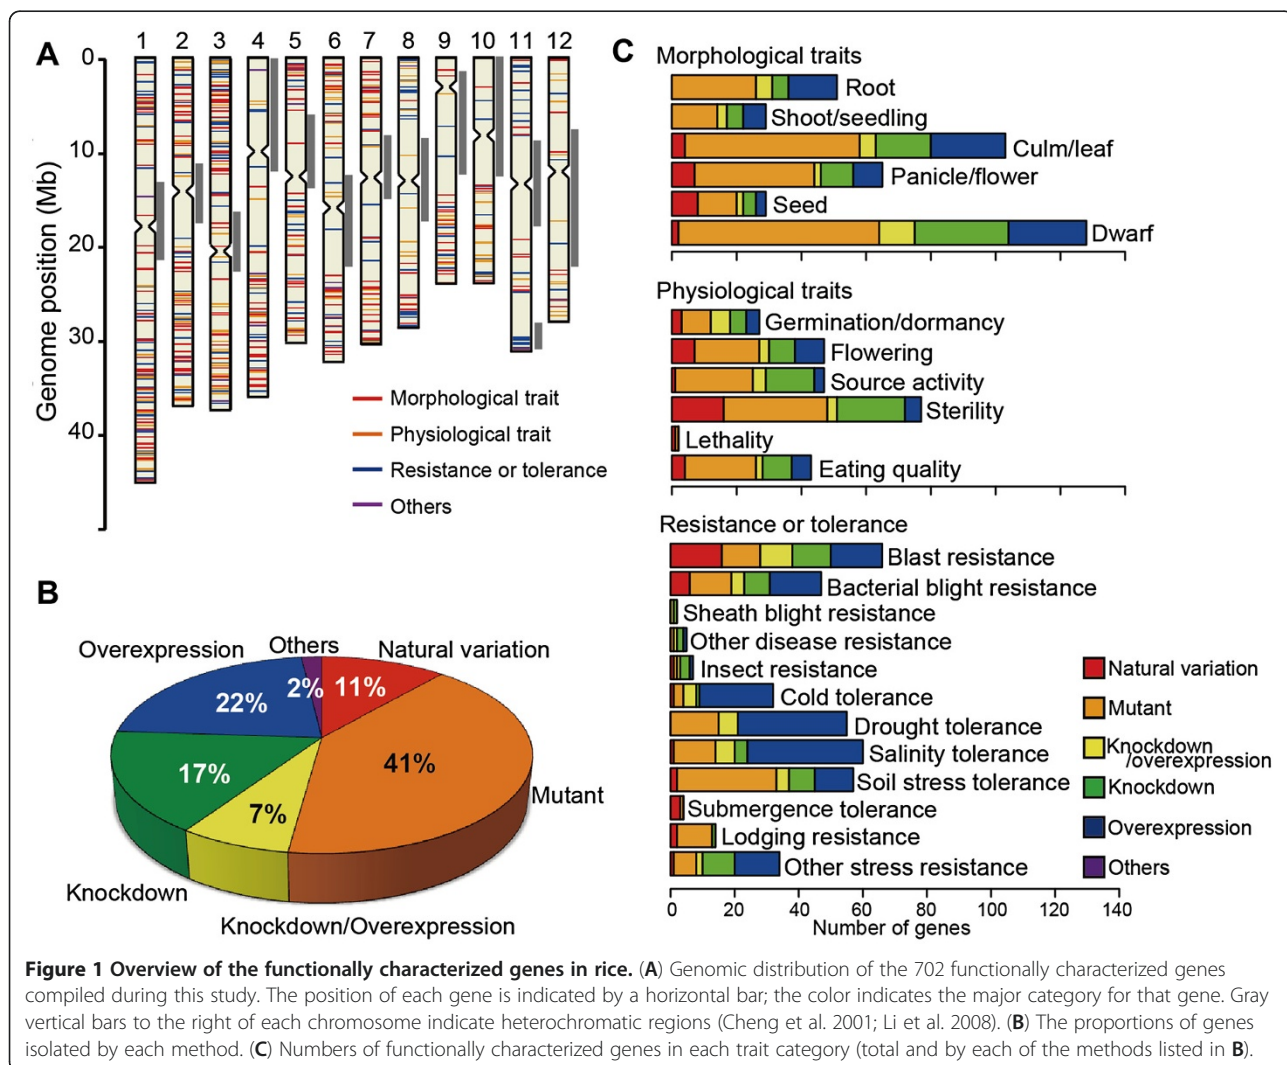 A
1 2 3 4 5 6 7 8 9 10 11 12
Genome position (Mb)
0
10
20
30
40
Morphological trait
Physiological trait
Resistance or tolerance
Others
B
Overexpression
Others
Natural variation
22%
2%
11%
17%
41%
7%
Mutant
Knockdown
Knockdown/Overexpression
C
Morphological traits
Root
Shoot/seedling
Culm/leaf
Panicle/flower
Seed
Dwarf
Physiological traits
Germination/dormancy
Flowering
Source activity
Sterility
Lethality
Eating quality
Resistance or tolerance
Blast resistance
Bacterial blight resistance
Sheath blight resistance
Other disease resistance
Insect resistance
Cold tolerance
Drought tolerance
Salinity tolerance
Soil stress tolerance
Submergence tolerance
Lodging resistance
Other stress resistance
0 20 40 60 80 100 120 140
Number of genes
Natural variation
Mutant
Knockdown
/overexpression
Knockdown
Overexpression
Others
Figure 1 Overview of the functionally characterized genes in rice. (A) Genomic distribution of the 702 functionally characterized genes
compiled during this study. The position of each gene is indicated by a horizontal bar; the color indicates the major category for that gene. Gray
vertical bars to the right of each chromosome indicate heterochromatic regions (Cheng et al. 2001; Li et al. 2008). (B) The proportions of genes
isolated by each method. (C) Numbers of functionally characterized genes in each trait category (total and by each of the methods listed in B).